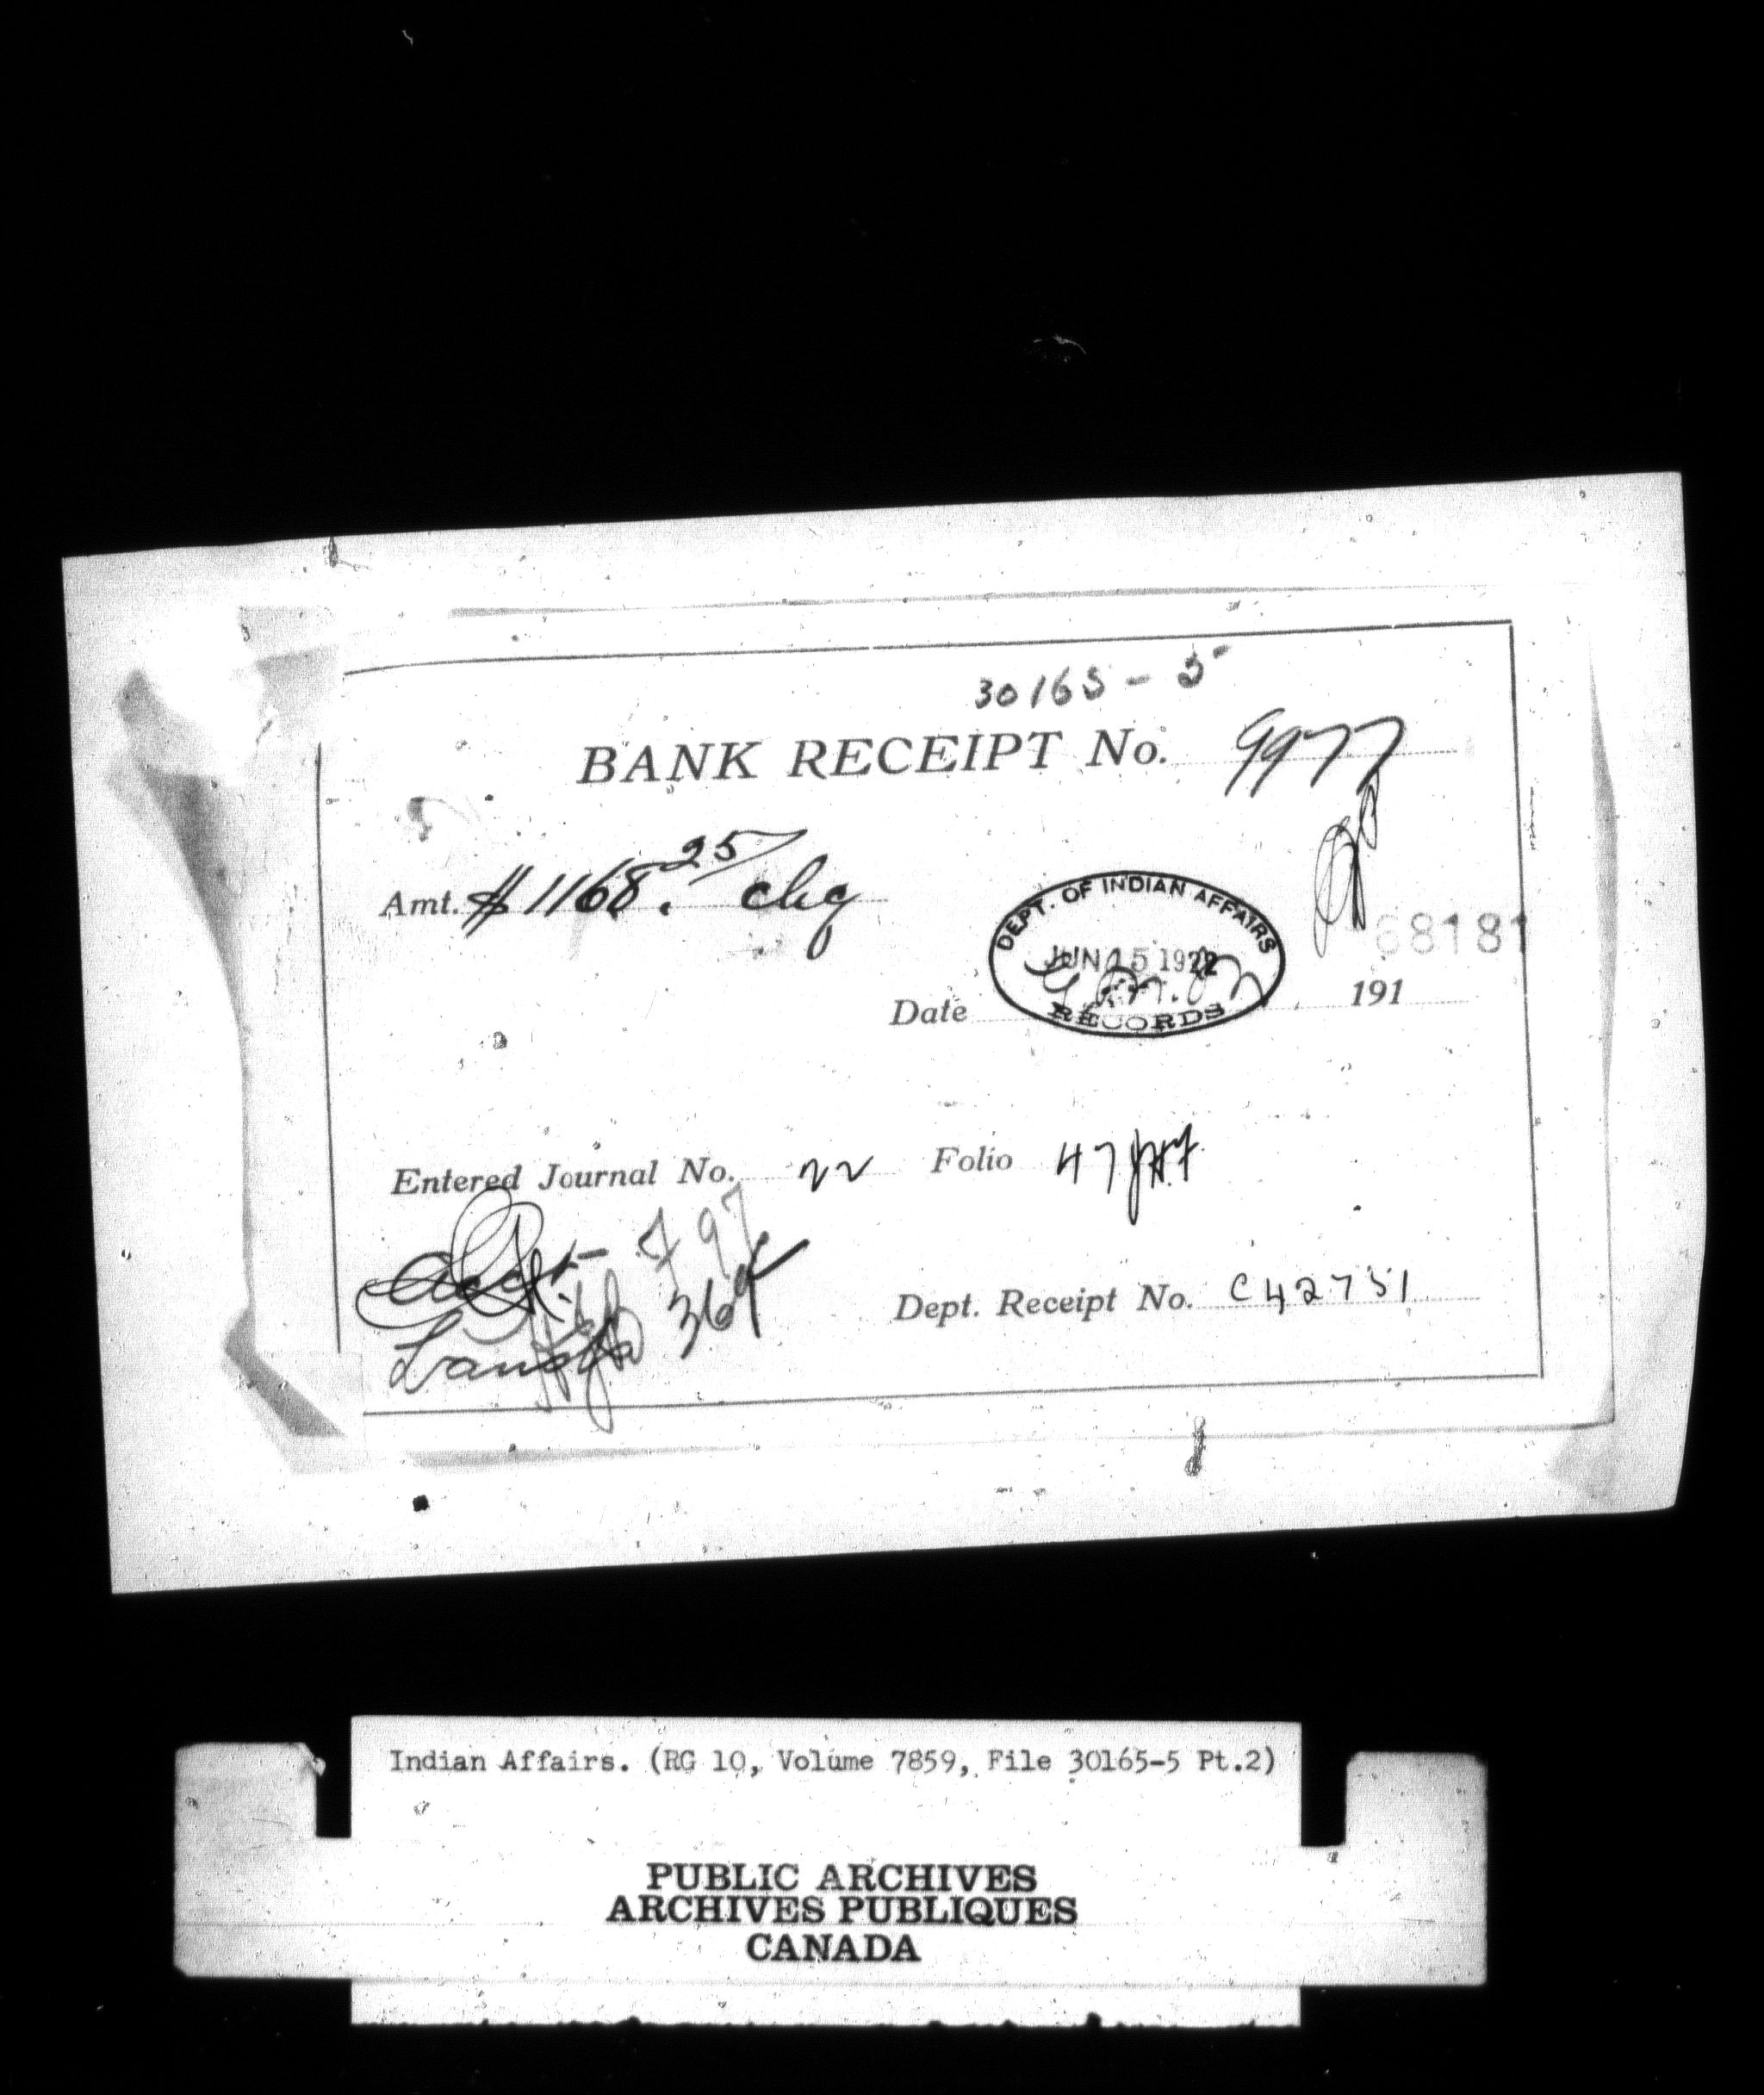 30165-5
BANK RECEIPT No. 9977
Amt. $1168.25 chq
DEPT. OF INDIAN AFFAIRS
68181
JUN 15 1922
Date 191
RECORDS
Entered Journal No. 22 Folio 47
797
369
Dept. Receipt No. C42751
Indian Affairs. (RG 10, Volume 7859, File 30165-5 Pt.2)
PUBLIC ARCHIVES
ARCHIVES PUBLIQUES
CANADA